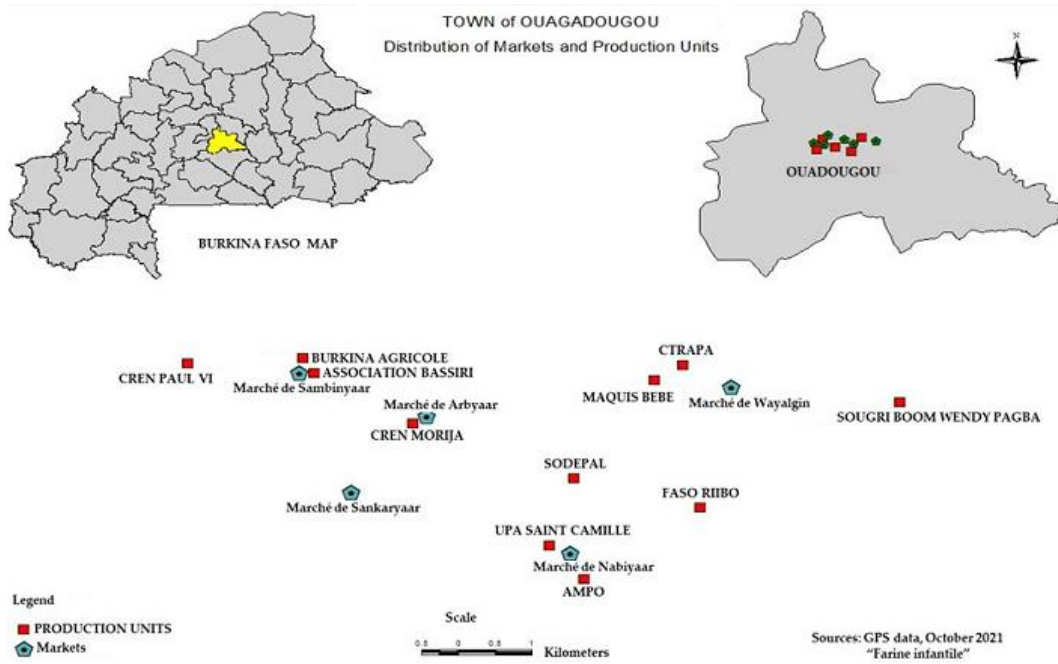 TOWN of OUAGADOUGOU
Distribution of Markets and Production Units
N
OUADOUGOU
BURKINA FASO MAP
CREN PAUL VI
BURKINA AGRICOLE
ASSOCIATION BASSIRI
Marché de Sambinyaar
Marché de Arbyaar
CREN MORIJA
CTRAPA
MAQUIS BEBE
Marché de Wayalgin
SOUGRI BOOM WENDY PAGBA
SODEPAL
Marché de Sankaryaar
FASO RIIBO
UPA SAINT CAMILLE
Marché de Nabiyaar
AMPO
Legend
PRODUCTION UNITS
Markets
Scale
0.5 0 0.5 1
Kilometers
Sources: GPS data, October 2021
“Farine infantile”